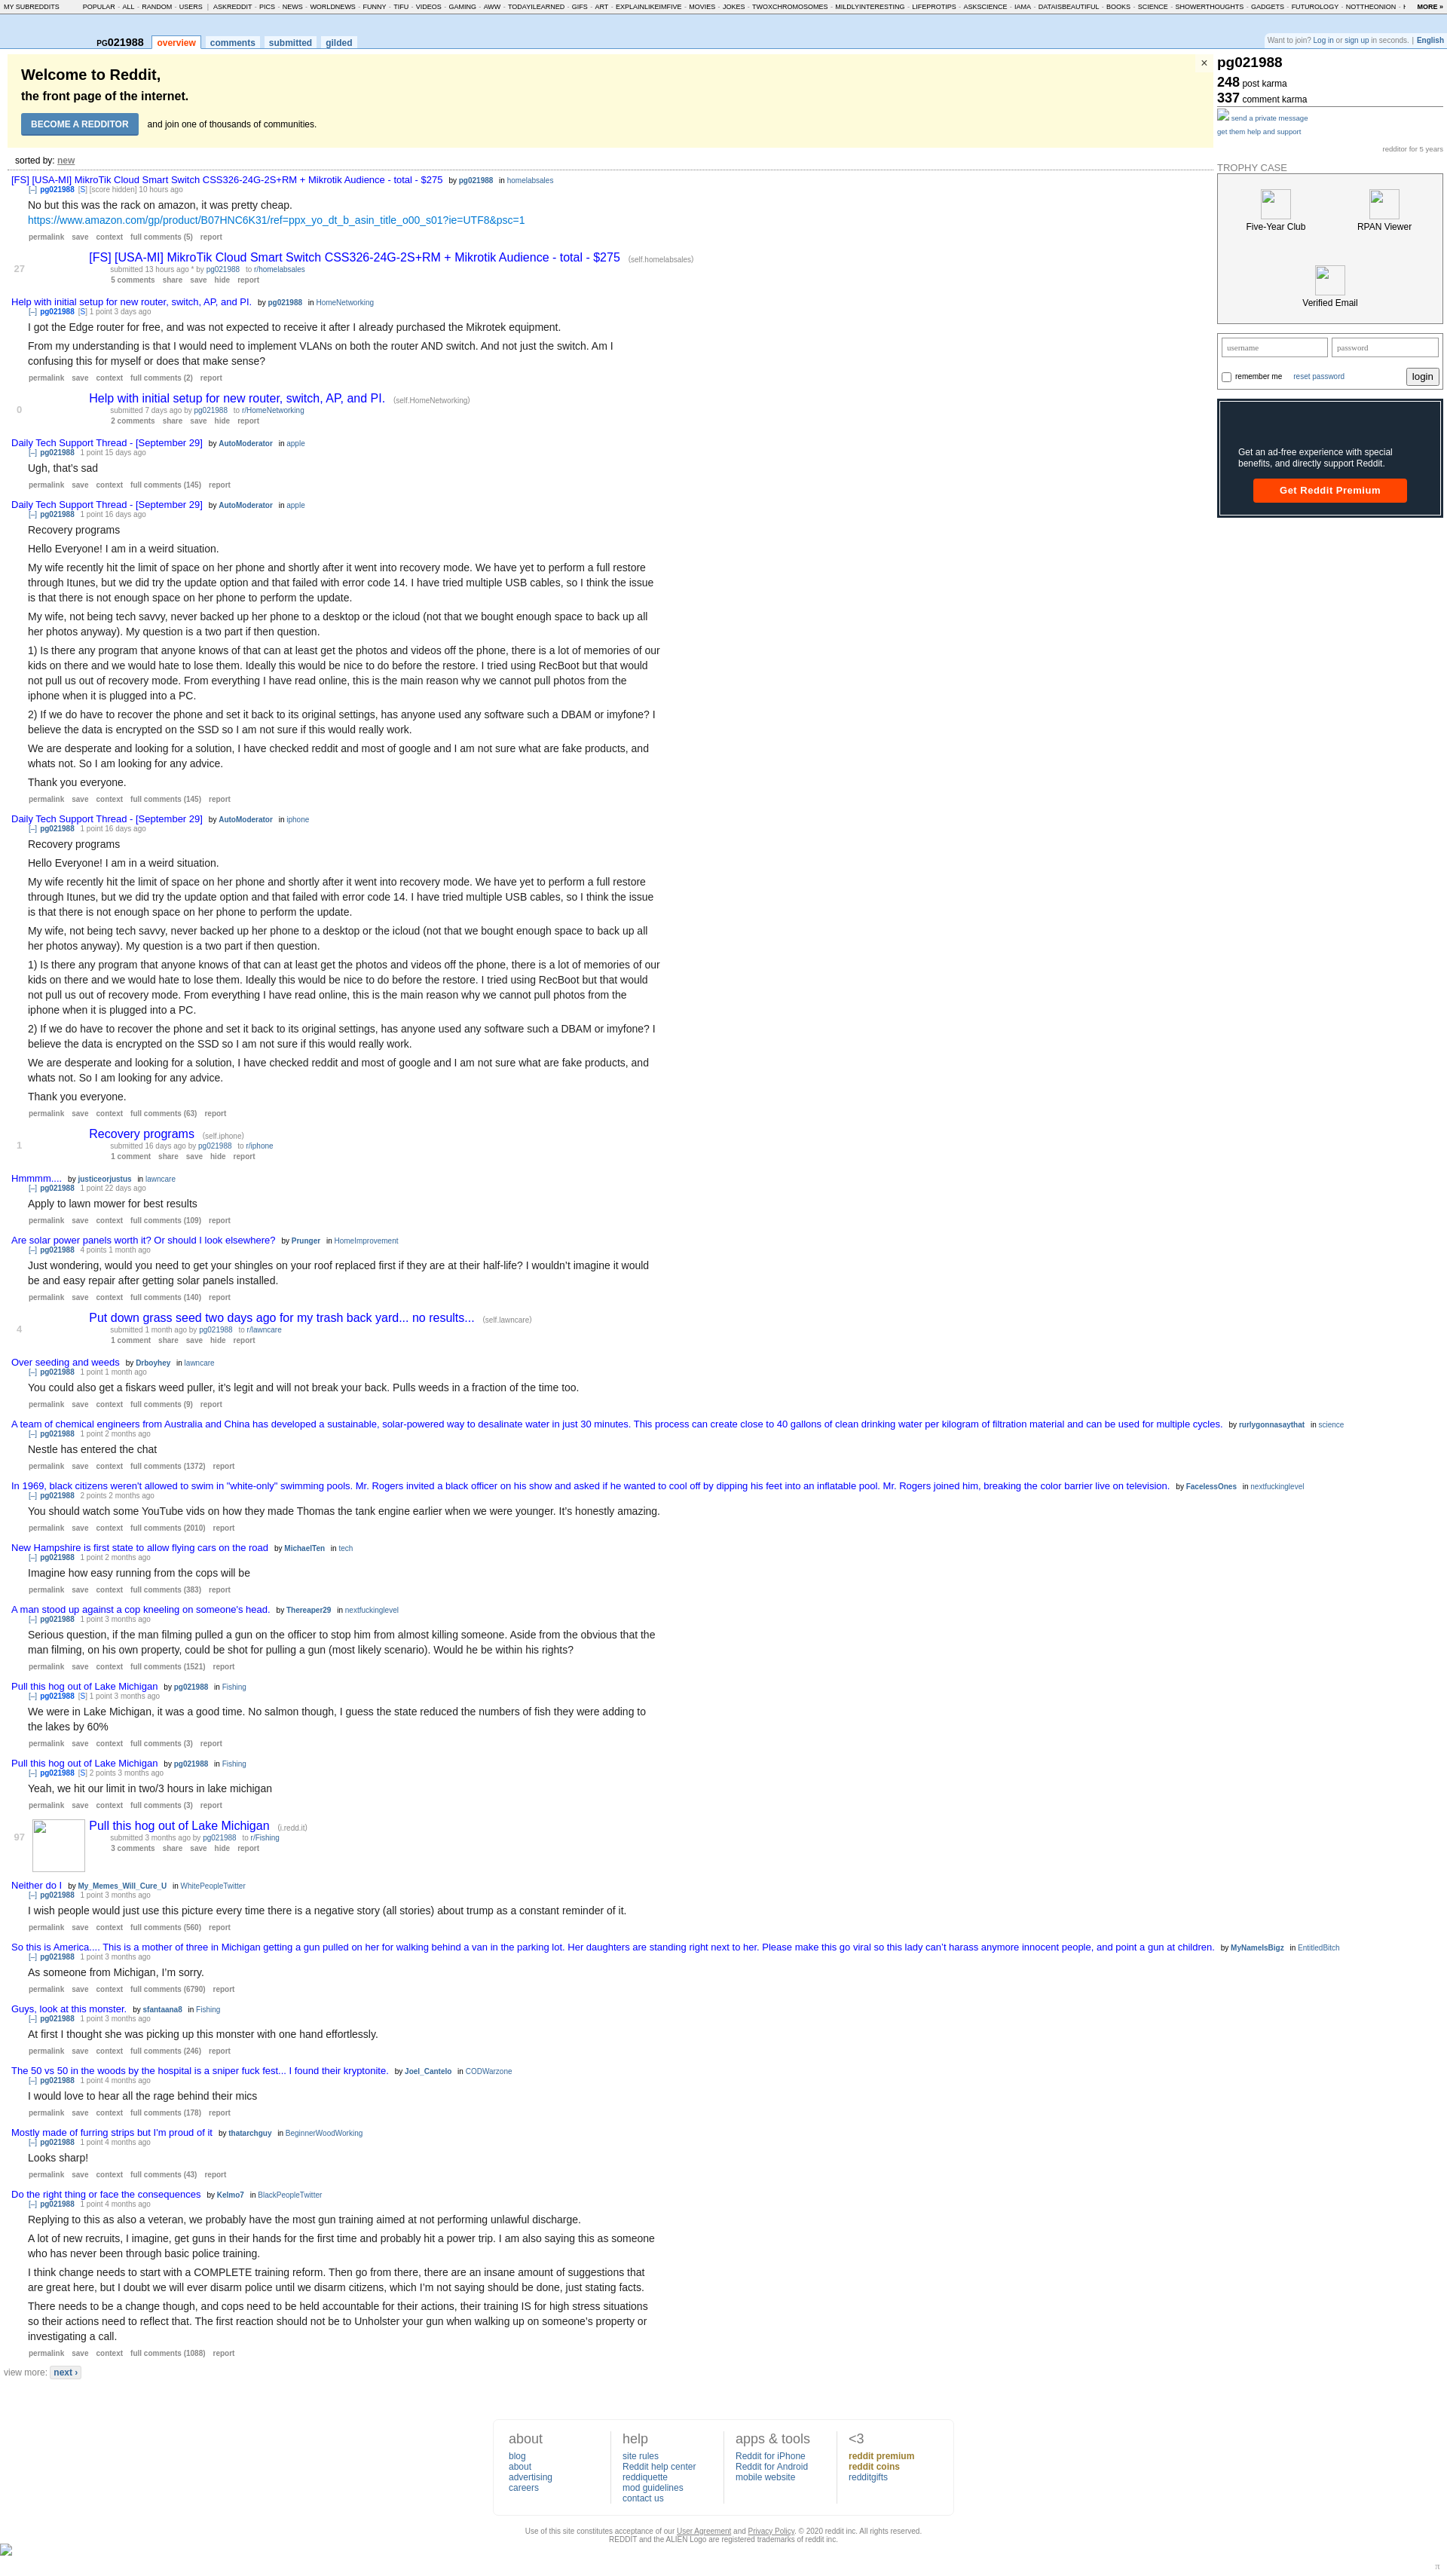 MY SUBREDDITS POPULAR - ALL - RANDOM - USERS | ASKREDDIT - PICS - NEWS - WORLDNEWS - FUNNY - TIFU - VIDEOS - GAMING - AWW - TODAYILEARNED - GIFS - ART - EXPLAINLIKEIMFIVE - MOVIES - JOKES - TWOXCHROMOSOMES - MILDLYINTERESTING - LIFEPROTIPS - ASKSCIENCE - IAMA - DATAISBEAUTIFUL - BOOKS - SCIENCE - SHOWERTHOUGHTS - GADGETS - FUTUROLOGY - NOTTHEONION - MORE »
PG021988 overview comments submitted gilded
Want to join? Log in or sign up in seconds. | English
×
Welcome to Reddit,
the front page of the internet.
BECOME A REDDITOR and join one of thousands of communities.
sorted by: new
[FS] [USA-MI] MikroTik Cloud Smart Switch CSS326-24G-2S+RM + Mikrotik Audience - total - $275 by pg021988 in homelabsales
[–] pg021988 [S] [score hidden] 10 hours ago
No but this was the rack on amazon, it was pretty cheap.
https://www.amazon.com/gp/product/B07HNC6K31/ref=ppx_yo_dt_b_asin_title_o00_s01?ie=UTF8&psc=1
permalink save context full comments (5) report
27
[FS] [USA-MI] MikroTik Cloud Smart Switch CSS326-24G-2S+RM + Mikrotik Audience - total - $275 (self.homelabsales)
submitted 13 hours ago * by pg021988 to r/homelabsales
5 comments share save hide report
Help with initial setup for new router, switch, AP, and PI. by pg021988 in HomeNetworking
[–] pg021988 [S] 1 point 3 days ago
I got the Edge router for free, and was not expected to receive it after I already purchased the Mikrotek equipment.
From my understanding is that I would need to implement VLANs on both the router AND switch. And not just the switch. Am I
confusing this for myself or does that make sense?
permalink save context full comments (2) report
0
Help with initial setup for new router, switch, AP, and PI. (self.HomeNetworking)
submitted 7 days ago by pg021988 to r/HomeNetworking
2 comments share save hide report
Daily Tech Support Thread - [September 29] by AutoModerator in apple
[–] pg021988 1 point 15 days ago
Ugh, that’s sad
permalink save context full comments (145) report
Daily Tech Support Thread - [September 29] by AutoModerator in apple
[–] pg021988 1 point 16 days ago
Recovery programs
Hello Everyone! I am in a weird situation.
My wife recently hit the limit of space on her phone and shortly after it went into recovery mode. We have yet to perform a full restore
through Itunes, but we did try the update option and that failed with error code 14. I have tried multiple USB cables, so I think the issue
is that there is not enough space on her phone to perform the update.
My wife, not being tech savvy, never backed up her phone to a desktop or the icloud (not that we bought enough space to back up all
her photos anyway). My question is a two part if then question.
1) Is there any program that anyone knows of that can at least get the photos and videos off the phone, there is a lot of memories of our
kids on there and we would hate to lose them. Ideally this would be nice to do before the restore. I tried using RecBoot but that would
not pull us out of recovery mode. From everything I have read online, this is the main reason why we cannot pull photos from the
iphone when it is plugged into a PC.
2) If we do have to recover the phone and set it back to its original settings, has anyone used any software such a DBAM or imyfone? I
believe the data is encrypted on the SSD so I am not sure if this would really work.
We are desperate and looking for a solution, I have checked reddit and most of google and I am not sure what are fake products, and
whats not. So I am looking for any advice.
Thank you everyone.
permalink save context full comments (145) report
Daily Tech Support Thread - [September 29] by AutoModerator in iphone
[–] pg021988 1 point 16 days ago
Recovery programs
Hello Everyone! I am in a weird situation.
My wife recently hit the limit of space on her phone and shortly after it went into recovery mode. We have yet to perform a full restore
through Itunes, but we did try the update option and that failed with error code 14. I have tried multiple USB cables, so I think the issue
is that there is not enough space on her phone to perform the update.
My wife, not being tech savvy, never backed up her phone to a desktop or the icloud (not that we bought enough space to back up all
her photos anyway). My question is a two part if then question.
1) Is there any program that anyone knows of that can at least get the photos and videos off the phone, there is a lot of memories of our
kids on there and we would hate to lose them. Ideally this would be nice to do before the restore. I tried using RecBoot but that would
not pull us out of recovery mode. From everything I have read online, this is the main reason why we cannot pull photos from the
iphone when it is plugged into a PC.
2) If we do have to recover the phone and set it back to its original settings, has anyone used any software such a DBAM or imyfone? I
believe the data is encrypted on the SSD so I am not sure if this would really work.
We are desperate and looking for a solution, I have checked reddit and most of google and I am not sure what are fake products, and
whats not. So I am looking for any advice.
Thank you everyone.
permalink save context full comments (63) report
1
Recovery programs (self.iphone)
submitted 16 days ago by pg021988 to r/iphone
1 comment share save hide report
Hmmmm.... by justiceorjustus in lawncare
[–] pg021988 1 point 22 days ago
Apply to lawn mower for best results
permalink save context full comments (109) report
Are solar power panels worth it? Or should I look elsewhere? by Prunger in HomeImprovement
[–] pg021988 4 points 1 month ago
Just wondering, would you need to get your shingles on your roof replaced first if they are at their half-life? I wouldn’t imagine it would
be and easy repair after getting solar panels installed.
permalink save context full comments (140) report
4
Put down grass seed two days ago for my trash back yard... no results... (self.lawncare)
submitted 1 month ago by pg021988 to r/lawncare
1 comment share save hide report
Over seeding and weeds by Drboyhey in lawncare
[–] pg021988 1 point 1 month ago
You could also get a fiskars weed puller, it’s legit and will not break your back. Pulls weeds in a fraction of the time too.
permalink save context full comments (9) report
A team of chemical engineers from Australia and China has developed a sustainable, solar-powered way to desalinate water in just 30 minutes. This process can create close to 40 gallons of clean drinking water per kilogram of filtration material and can be used for multiple cycles. by rurlygonnasaythat in science
[–] pg021988 1 point 2 months ago
Nestle has entered the chat
permalink save context full comments (1372) report
In 1969, black citizens weren't allowed to swim in "white-only" swimming pools. Mr. Rogers invited a black officer on his show and asked if he wanted to cool off by dipping his feet into an inflatable pool. Mr. Rogers joined him, breaking the color barrier live on television. by FacelessOnes in nextfuckinglevel
[–] pg021988 2 points 2 months ago
You should watch some YouTube vids on how they made Thomas the tank engine earlier when we were younger. It’s honestly amazing.
permalink save context full comments (2010) report
New Hampshire is first state to allow flying cars on the road by MichaelTen in tech
[–] pg021988 1 point 2 months ago
Imagine how easy running from the cops will be
permalink save context full comments (383) report
A man stood up against a cop kneeling on someone's head. by Thereaper29 in nextfuckinglevel
[–] pg021988 1 point 3 months ago
Serious question, if the man filming pulled a gun on the officer to stop him from almost killing someone. Aside from the obvious that the
man filming, on his own property, could be shot for pulling a gun (most likely scenario). Would he be within his rights?
permalink save context full comments (1521) report
Pull this hog out of Lake Michigan by pg021988 in Fishing
[–] pg021988 [S] 1 point 3 months ago
We were in Lake Michigan, it was a good time. No salmon though, I guess the state reduced the numbers of fish they were adding to
the lakes by 60%
permalink save context full comments (3) report
Pull this hog out of Lake Michigan by pg021988 in Fishing
[–] pg021988 [S] 2 points 3 months ago
Yeah, we hit our limit in two/3 hours in lake michigan
permalink save context full comments (3) report
97
Pull this hog out of Lake Michigan (i.redd.it)
submitted 3 months ago by pg021988 to r/Fishing
3 comments share save hide report
Neither do I by My_Memes_Will_Cure_U in WhitePeopleTwitter
[–] pg021988 1 point 3 months ago
I wish people would just use this picture every time there is a negative story (all stories) about trump as a constant reminder of it.
permalink save context full comments (560) report
So this is America.... This is a mother of three in Michigan getting a gun pulled on her for walking behind a van in the parking lot. Her daughters are standing right next to her. Please make this go viral so this lady can’t harass anymore innocent people, and point a gun at children. by MyNameIsBigz in EntitledBitch
[–] pg021988 1 point 3 months ago
As someone from Michigan, I’m sorry.
permalink save context full comments (6790) report
Guys, look at this monster. by sfantaana8 in Fishing
[–] pg021988 1 point 3 months ago
At first I thought she was picking up this monster with one hand effortlessly.
permalink save context full comments (246) report
The 50 vs 50 in the woods by the hospital is a sniper fuck fest... I found their kryptonite. by Joel_Cantelo in CODWarzone
[–] pg021988 1 point 4 months ago
I would love to hear all the rage behind their mics
permalink save context full comments (178) report
Mostly made of furring strips but I'm proud of it by thatarchguy in BeginnerWoodWorking
[–] pg021988 1 point 4 months ago
Looks sharp!
permalink save context full comments (43) report
Do the right thing or face the consequences by Kelmo7 in BlackPeopleTwitter
[–] pg021988 1 point 4 months ago
Replying to this as also a veteran, we probably have the most gun training aimed at not performing unlawful discharge.
A lot of new recruits, I imagine, get guns in their hands for the first time and probably hit a power trip. I am also saying this as someone
who has never been through basic police training.
I think change needs to start with a COMPLETE training reform. Then go from there, there are an insane amount of suggestions that
are great here, but I doubt we will ever disarm police until we disarm citizens, which I’m not saying should be done, just stating facts.
There needs to be a change though, and cops need to be held accountable for their actions, their training IS for high stress situations
so their actions need to reflect that. The first reaction should not be to Unholster your gun when walking up on someone’s property or
investigating a call.
permalink save context full comments (1088) report
view more: next ›
pg021988
248 post karma
337 comment karma
send a private message
get them help and support
redditor for 5 years
TROPHY CASE
Five-Year Club RPAN Viewer
Verified Email
username password
remember me reset password login
Get an ad-free experience with special
benefits, and directly support Reddit.
Get Reddit Premium
about help apps & tools <3
blog site rules Reddit for iPhone reddit premium
about Reddit help center Reddit for Android reddit coins
advertising reddiquette mobile website redditgifts
careers mod guidelines
contact us
Use of this site constitutes acceptance of our User Agreement and Privacy Policy. © 2020 reddit inc. All rights reserved.
REDDIT and the ALIEN Logo are registered trademarks of reddit inc.
π